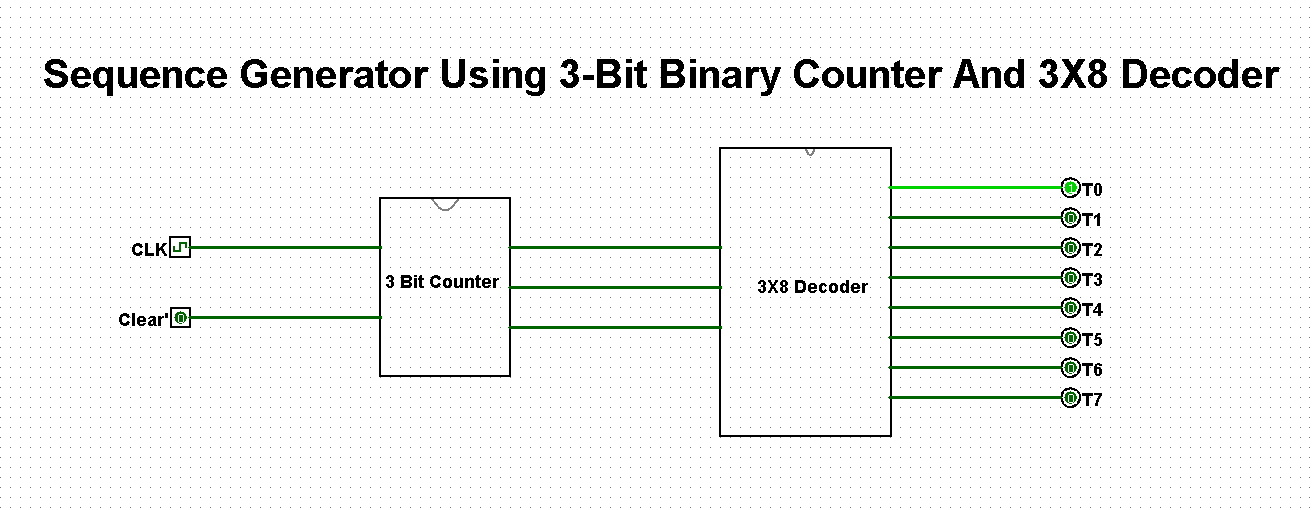 Sequence Generator Using 3-Bit Binary Counter And 3X8 Decoder
CLK
Clear'
0
3 Bit Counter
3X8 Decoder
1 T0
0 T1
0 T2
0 T3
0 T4
0 T5
0 T6
0 T7